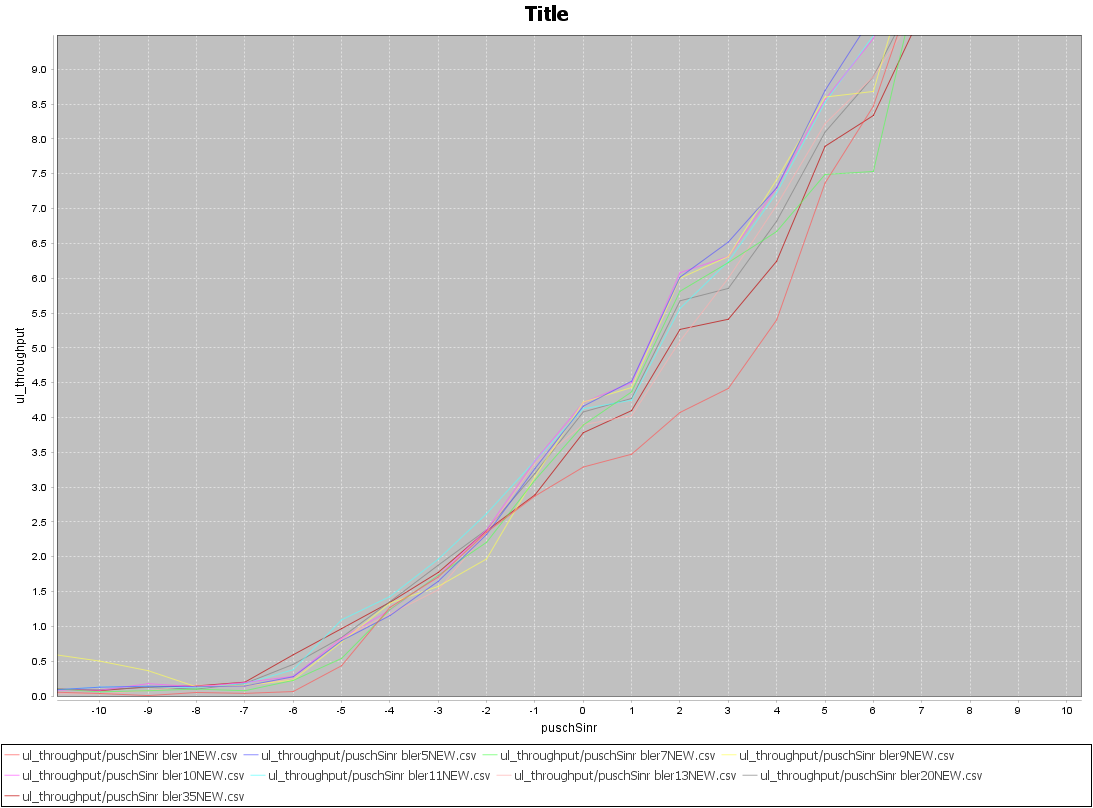 Title
ul_throughput
9.0
8.5
8.0
7.5
7.0
6.5
6.0
5.5
5.0
4.5
4.0
3.5
3.0
2.5
2.0
1.5
1.0
0.5
0.0
-10 -9 -8 -7 -6 -5 -4 -3 -2 -1 0 1 2 3 4 5 6 7 8 9 10
puschSinr
ul_throughput/puschSinr bler1NEW.csv ul_throughput/puschSinr bler5NEW.csv ul_throughput/puschSinr bler7NEW.csv ul_throughput/puschSinr bler9NEW.csv
ul_throughput/puschSinr bler10NEW.csv ul_throughput/puschSinr bler11NEW.csv ul_throughput/puschSinr bler13NEW.csv ul_throughput/puschSinr bler20NEW.csv
ul_throughput/puschSinr bler35NEW.csv